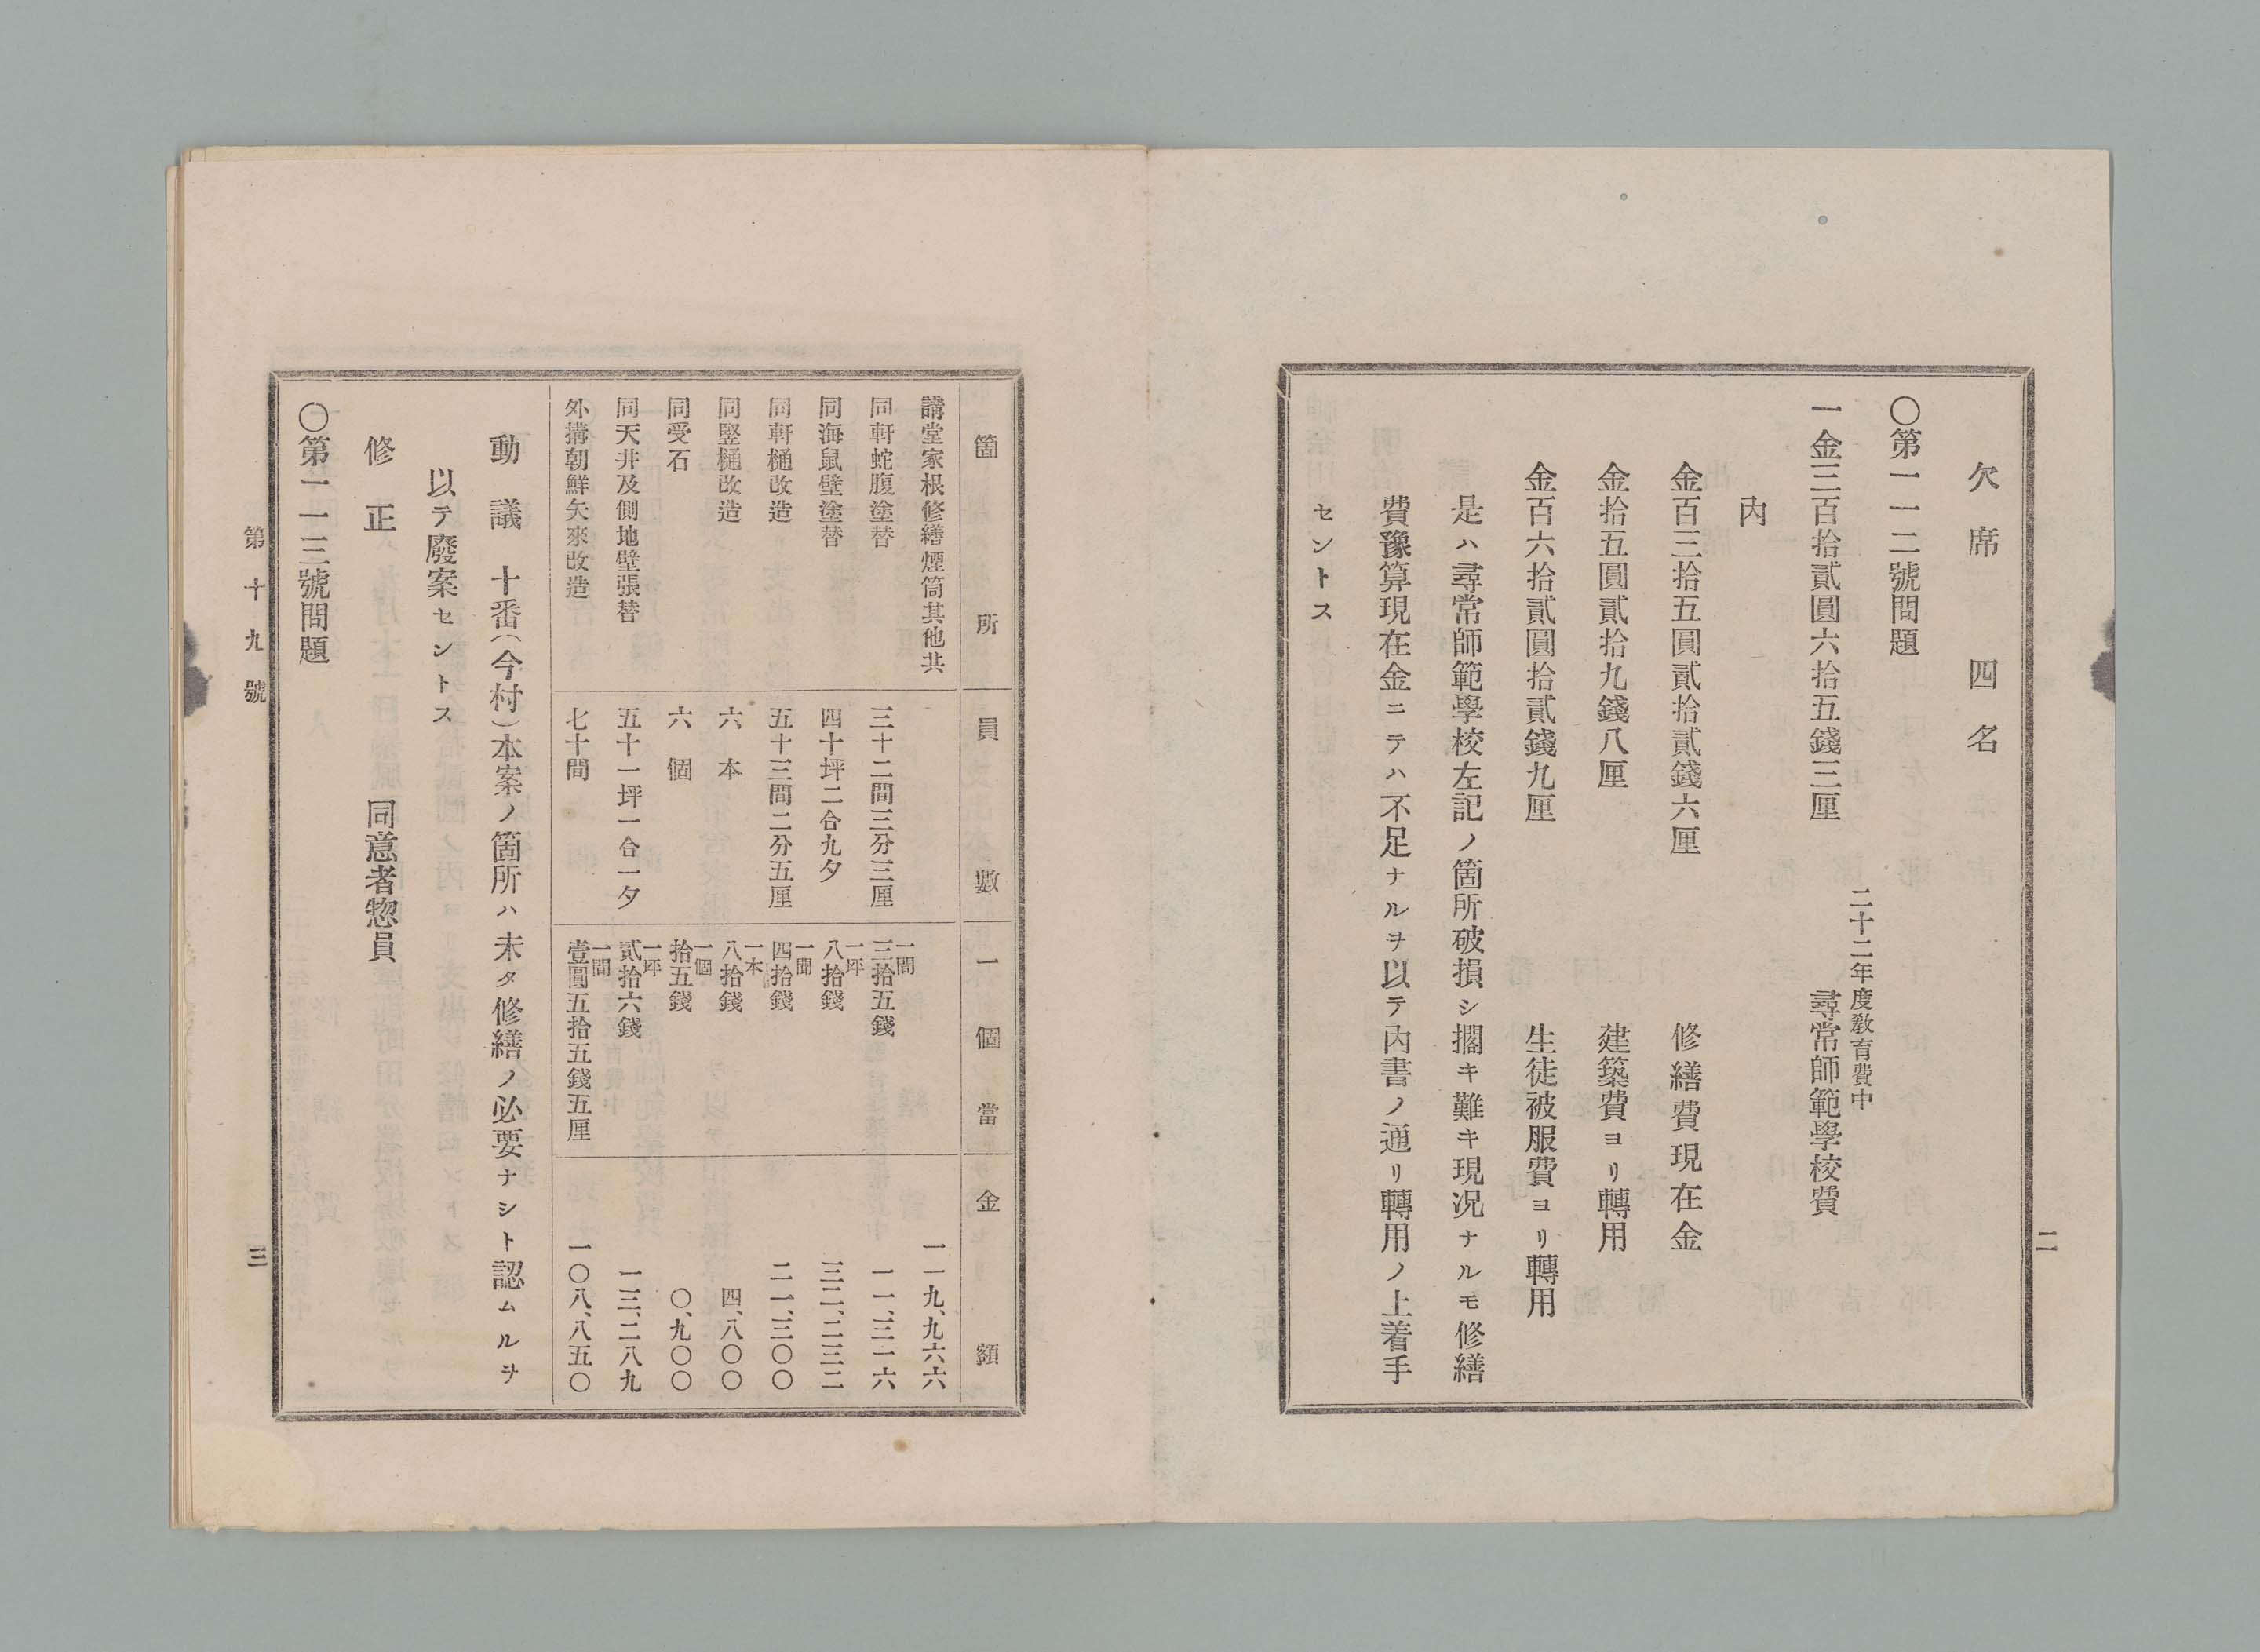 二
欠席　四名
〇第一一二號問題
一金三百拾貳圓六拾五錢三厘　二十二年度敎育費中　尋常師範學校費
內
金百三拾五圓貳拾貳錢六厘　修繕費現在金
金拾五圓貳拾九錢八厘　建築費ヨリ轉用
金百六拾貳圓拾貳錢九厘　生徒被服費ヨリ轉用
是ハ尋常師範學校左記ノ箇所破損シ擱キ難キ現況ナルモ修繕
費豫算現在金ニテハ不足ナルヲ以テ內書ノ通リ轉用ノ上着手
セントス
箇所　員數　一個當　金額
講堂家根修繕煙筒其他共　一一九、九六六
同軒蛇腹塗替　三十二間三分三厘　一間三拾五錢　一一、三一六
同海鼠壁塗替　四十坪二合九夕　一坪八拾錢　三二、二三二
同軒樋改造　五十三間二分五厘　一間四拾錢　二一、三〇〇
同竪樋改造　六本　一本八拾錢　四、八〇〇
同受石　六個　一個拾五錢　〇、九〇〇
同天井及側地壁張替　五十一坪一合一夕　一坪貳拾六錢　一三、二八九
外搆朝鮮矢來改造　七十間　一間壹圓五拾五錢五厘　一〇八、八五〇
動議　十番（今村）本案ノ箇所ハ未タ修繕ノ必要ナシト認ムルヲ
以テ廢案セントス
修正　同意者惣員
〇第一一三號問題
第十九號　三